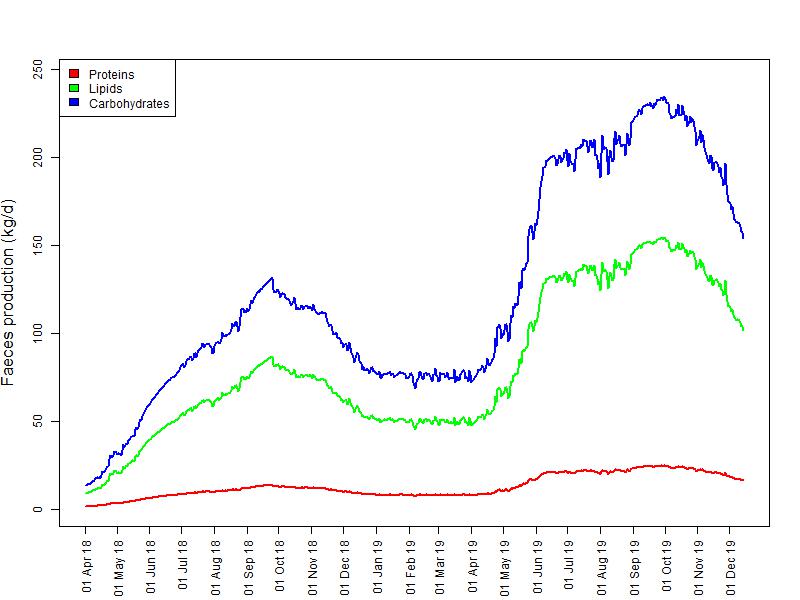 Proteins
Lipids
Carbohydrates
Faeces production (kg/d)
250
200
150
100
50
0
01 Apr 18
01 May 18
01 Jun 18
01 Jul 18
01 Aug 18
01 Sep 18
01 Oct 18
01 Nov 18
01 Dec 18
01 Jan 19
01 Feb 19
01 Mar 19
01 Apr 19
01 May 19
01 Jun 19
01 Jul 19
01 Aug 19
01 Sep 19
01 Oct 19
01 Nov 19
01 Dec 19